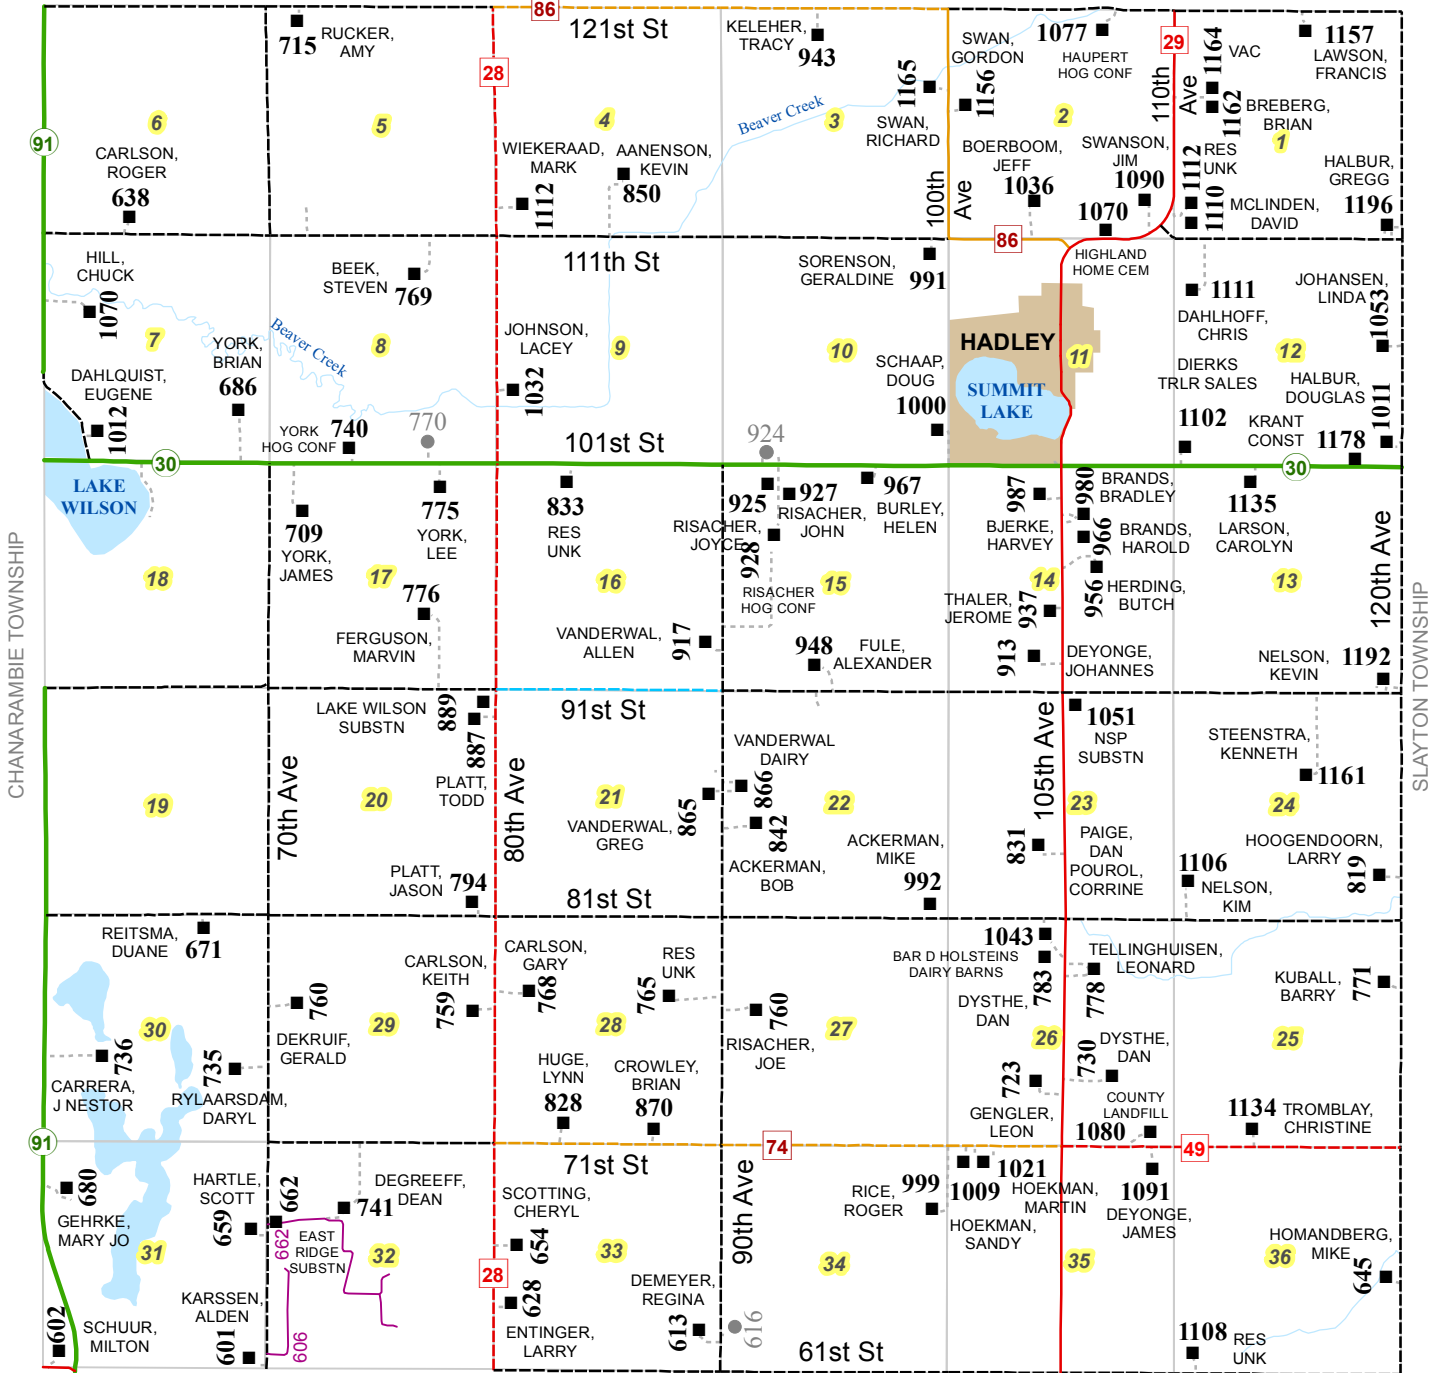 86
121st St
715
RUCKER,
AMY
KELEHER,
TRACY
943
SWAN,
GORDON
1156
1165
SWAN,
RICHARD
1077
HAUPERT
HOG CONF
29
110th
Ave
1164
VAC
1162
BREBERG,
BRIAN
1157
LAWSON,
FRANCIS
28
91
6
5
4
3
2
1
Beaver Creek
CARLSON,
ROGER
638
WIEKERAAD,
MARK
1112
AANENSON,
KEVIN
850
100th
Ave
BOERBOOM,
JEFF
1036
SWANSON,
JIM
1090
1070
HIGHLAND
HOME CEM
1112
RES
UNK
1110
MCLINDEN,
DAVID
HALBUR,
GREGG
1196
86
111th St
HILL,
CHUCK
1070
BEEK,
STEVEN
769
SORENSON,
GERALDINE
991
1111
DAHLHOFF,
CHRIS
JOHANSEN,
LINDA
1053
7
8
9
10
11
12
Beaver Creek
YORK,
BRIAN
686
JOHNSON,
LACEY
1032
HADLEY
SUMMIT
LAKE
SCHAAP,
DOUG
1000
DIERKS
TRLR SALES
1102
HALBUR,
DOUGLAS
1011
KRANT
CONST
1178
DAHLQUIST,
EUGENE
1012
YORK
HOG CONF
740
770
101st St
924
30
30
LAKE
WILSON
709
YORK,
JAMES
775
YORK,
LEE
833
RES
UNK
925
RISACHER,
JOYCE
927
RISACHER,
JOHN
928
RISACHER
HOG CONF
967
BURLEY,
HELEN
987
BJERKE,
HARVEY
980
BRANDS,
BRADLEY
966
BRANDS,
HAROLD
956
HERDING,
BUTCH
1135
LARSON,
CAROLYN
120th Ave
CHANARAMBIE TOWNSHIP
SLAYTON TOWNSHIP
18
17
16
15
14
13
776
FERGUSON,
MARVIN
VANDERWAL,
ALLEN
917
948
FULE,
ALEXANDER
THALER,
JEROME
937
913
DEYONGE,
JOHANNES
NELSON,
KEVIN
1192
LAKE WILSON
SUBSTN
889
887
PLATT,
TODD
91st St
VANDERWAL
DAIRY
866
105th Ave
1051
NSP
SUBSTN
STEENSTRA,
KENNETH
1161
70th Ave
80th Ave
19
20
21
22
23
24
VANDERWAL,
GREG
865
842
ACKERMAN,
BOB
ACKERMAN,
MIKE
992
831
PAIGE,
DAN
POUROL,
CORRINE
1106
NELSON,
KIM
HOOGENDOORN,
LARRY
819
PLATT,
JASON
794
81st St
REITSMA,
DUANE
671
CARLSON,
KEITH
759
CARLSON,
GARY
768
RES
UNK
765
1043
BAR D HOLSTEINS
DAIRY BARNS
783
TELLINGHUISEN,
LEONARD
778
KUBALL,
BARRY
771
760
DEKRUIF,
GERALD
760
RISACHER,
JOE
DYSTHE,
DAN
30
29
28
27
26
25
736
CARRERA,
J NESTOR
735
RYLAARSDAM,
DARYL
HUGE,
LYNN
828
CROWLEY,
BRIAN
870
723
GENGLER,
LEON
730
DYSTHE,
DAN
COUNTY
LANDFILL
1080
1134
TROMBLAY,
CHRISTINE
91
71st St
74
49
680
GEHRKE,
MARY JO
HARTLE,
SCOTT
659
662
741
DEGREEFF,
DEAN
SCOTTING,
CHERYL
654
90th Ave
RICE,
ROGER
999
1009
HOEKMAN,
SANDY
1021
HOEKMAN,
MARTIN
1091
DEYONGE,
JAMES
HOMANDBERG,
MIKE
645
31
32
33
34
35
36
662
EAST
RIDGE
SUBSTN
606
28
628
ENTINGER,
LARRY
DEMEYER,
REGINA
613
616
602
SCHUUR,
MILTON
KARSSEN,
ALDEN
601
61st St
1108
RES
UNK